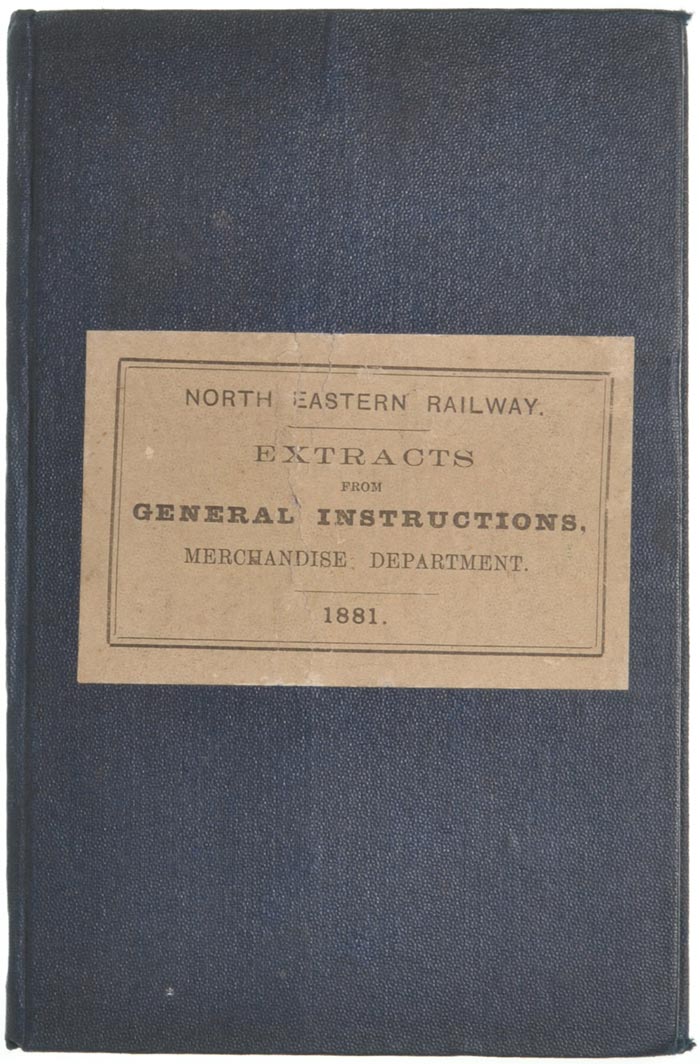 NORTH EASTERN RAILWAY.
EXTRACTS
FROM
GENERAL INSTRUCTIONS,
MERCHANDISE DEPARTMENT.
1881.